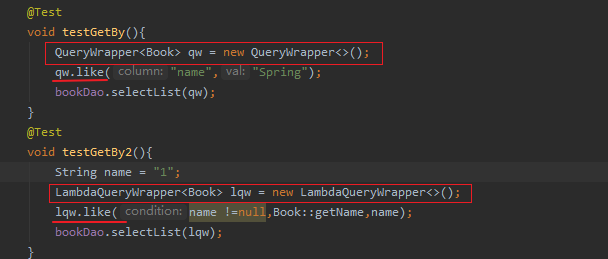 @Test
void testGetBy(){
QueryWrapper<Book> qw = new QueryWrapper<>();
qw.like( column: "name", val: "Spring");
bookDao.selectList(qw);
}
@Test
void testGetBy2(){
String name = "1";
LambdaQueryWrapper<Book> lqw = new LambdaQueryWrapper<>();
lqw.like( condition: name !=null,Book::getName,name);
bookDao.selectList(lqw);
}